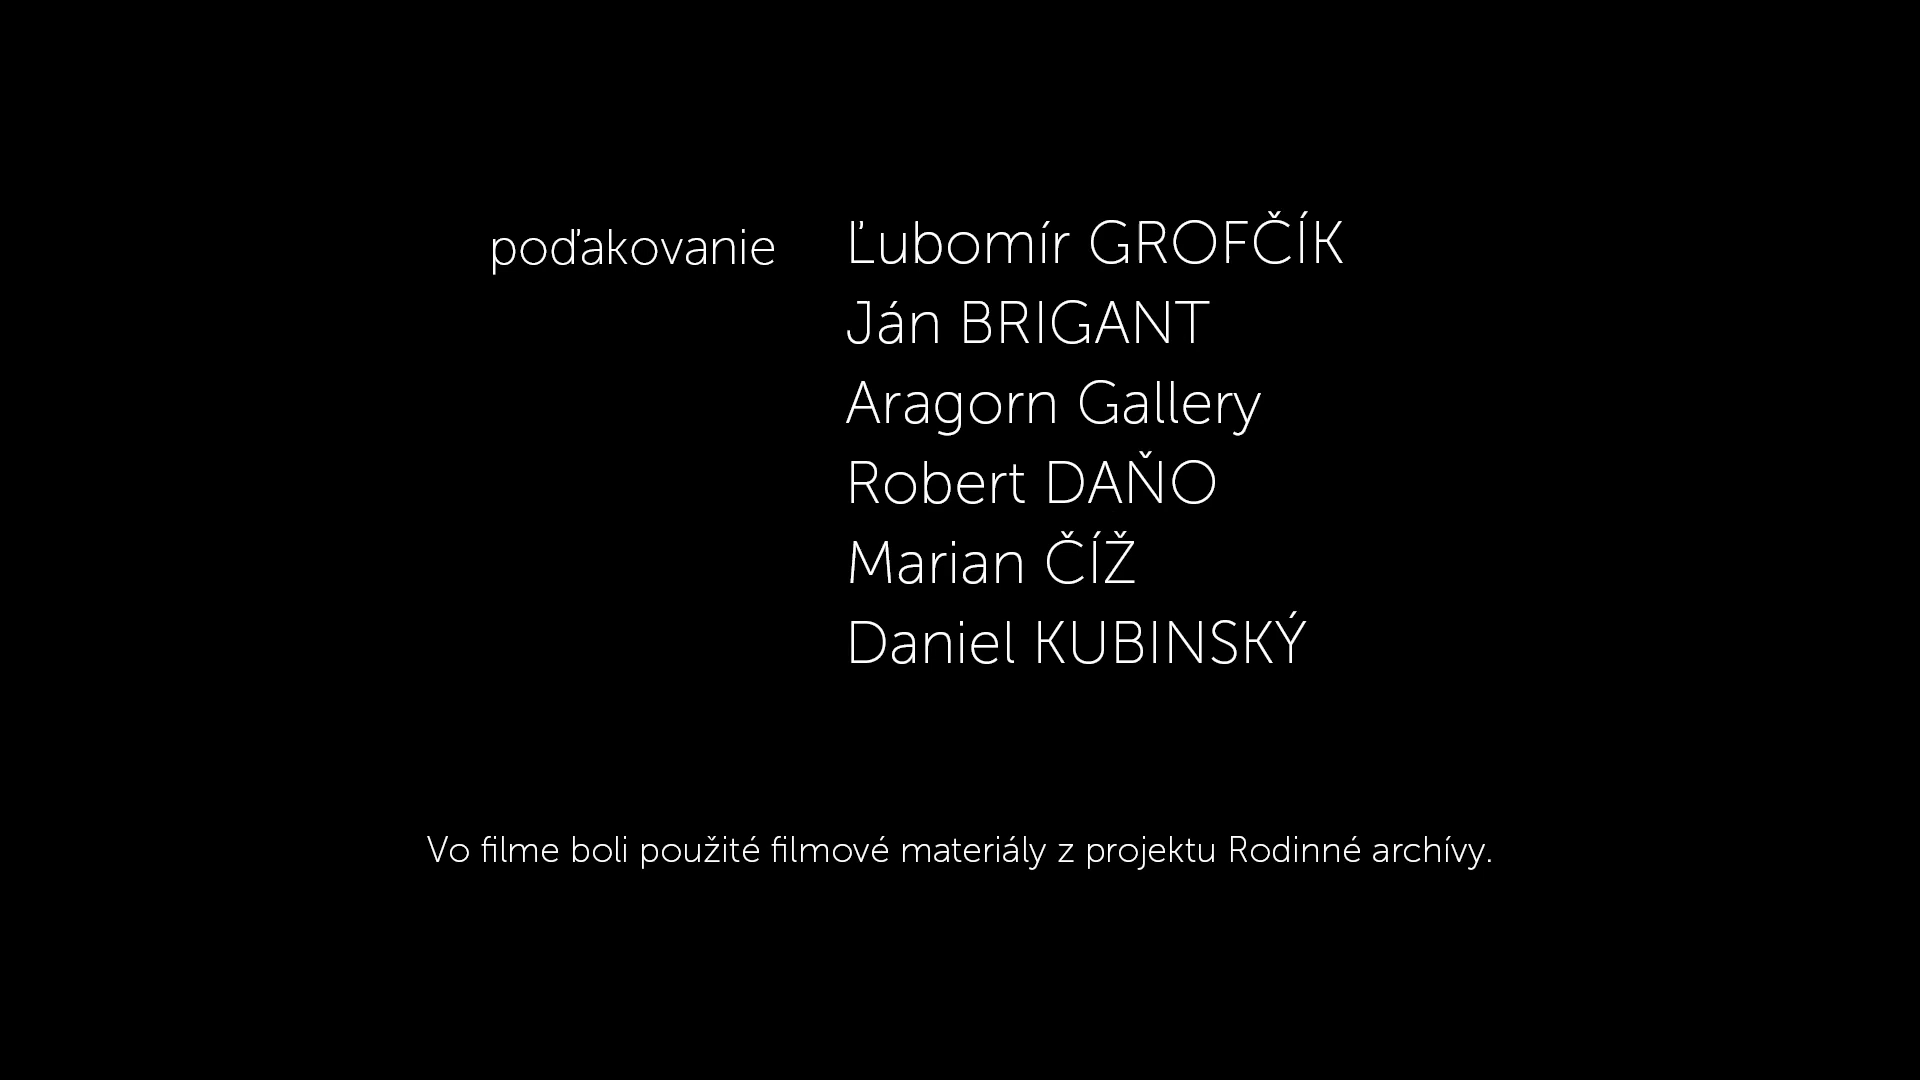 poďakovanie Ľubomír GROFČÍK
Ján BRIGANT
Aragorn Gallery
Robert DAŇO
Marian ČÍŽ
Daniel KUBINSKÝ
Vo filme boli použité filmové materiály z projektu Rodinné archívy.